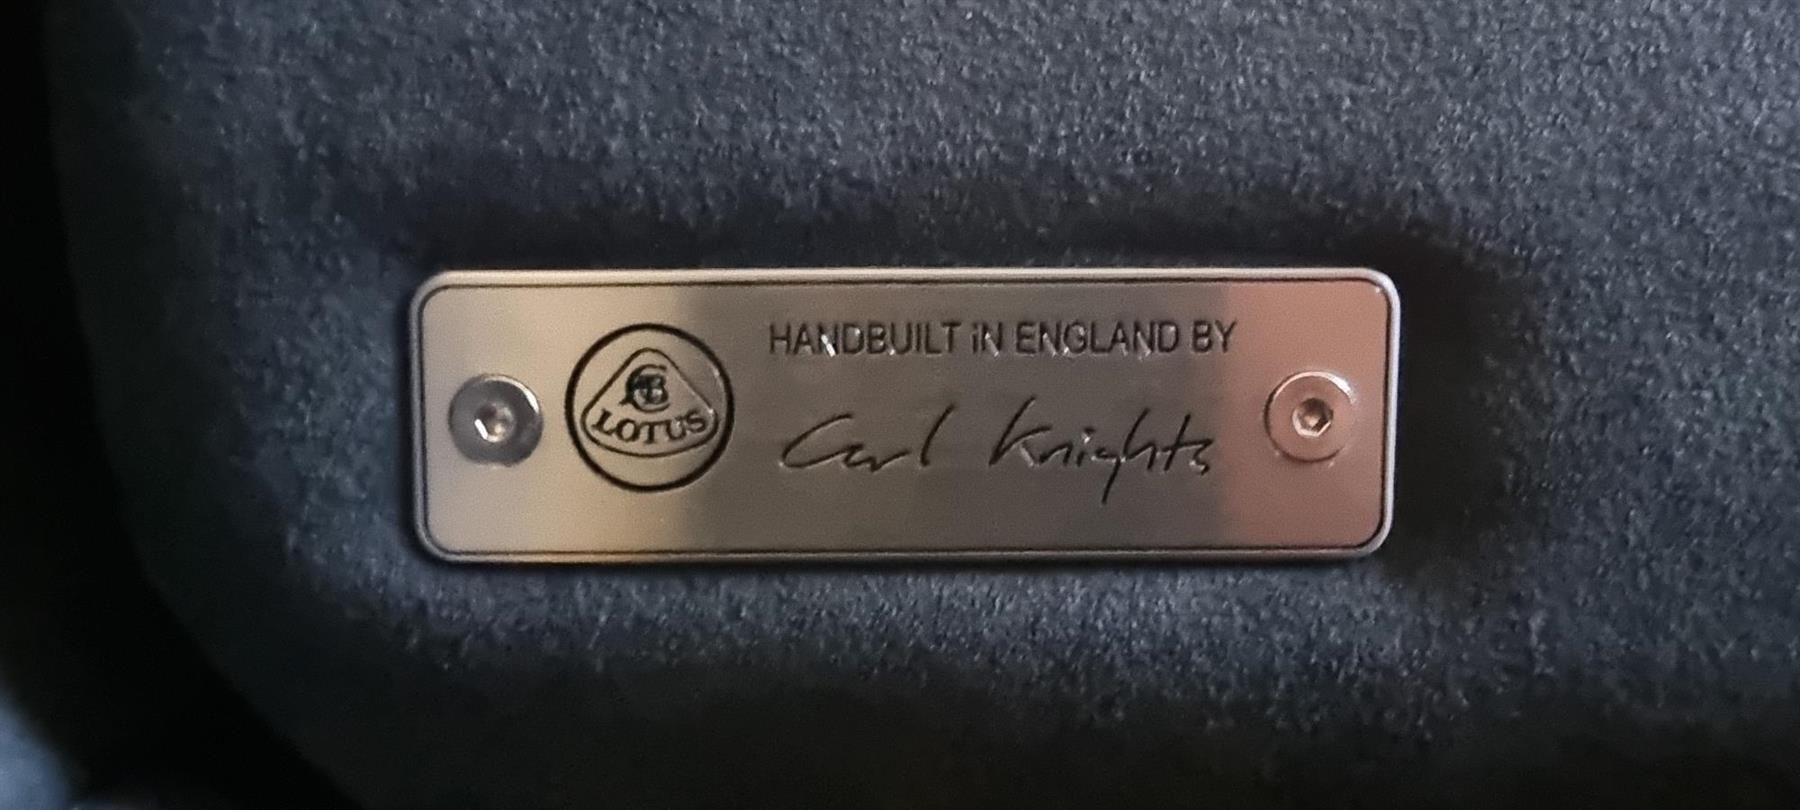 HANDBUILT iN ENGLAND BY
LOTUS
Carl Knights